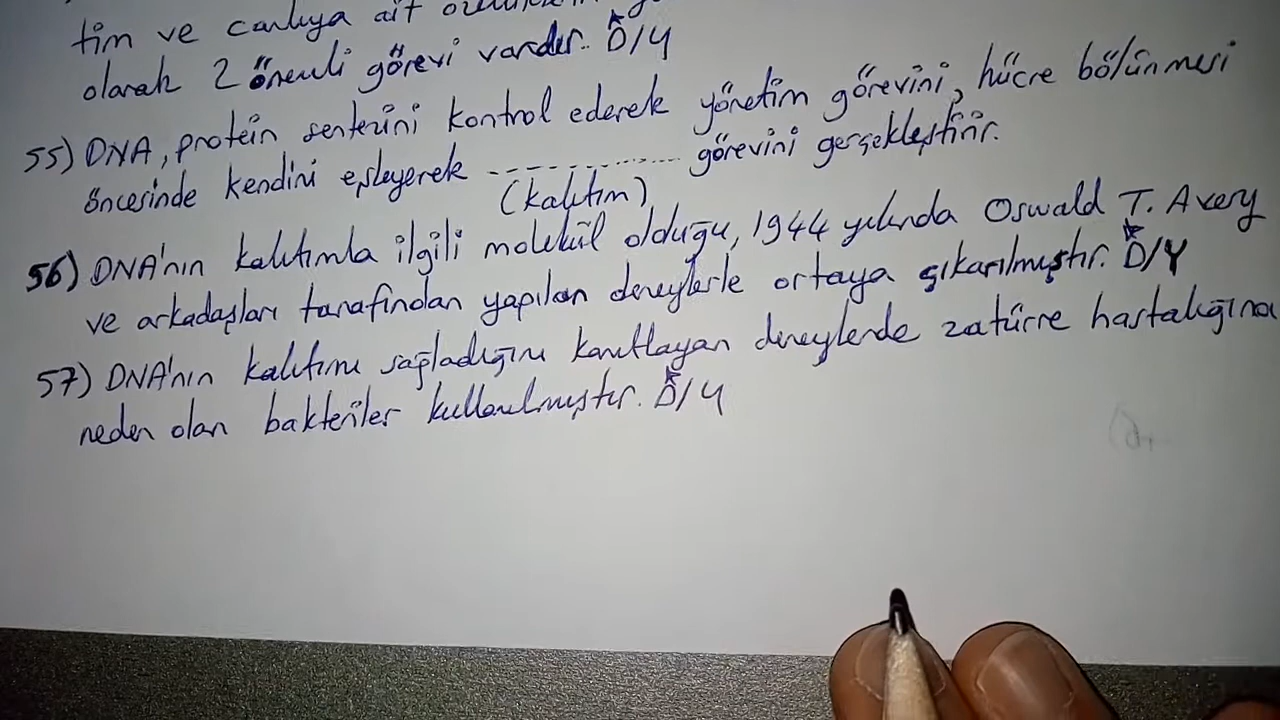 tim ve canlıya ait
olarak 2 önemli görevi vardır. D/Y
55) DNA, protein sentezini kontrol ederek yönetim görevini, hücre bölünmesi
öncesinde kendini eşleyerek ............... görevini gerçekleştirir.
(kalıtım)
56) DNA'nın kalıtımla ilgili molekül olduğu, 1944 yılında Oswald T. Avery
ve arkadaşları tarafından yapılan deneylerle ortaya çıkarılmıştır. D/Y
57) DNA'nın kalıtımı sağladığını kanıtlayan deneylerde zatürre hastalığına
neden olan bakteriler kullanılmıştır. D/Y